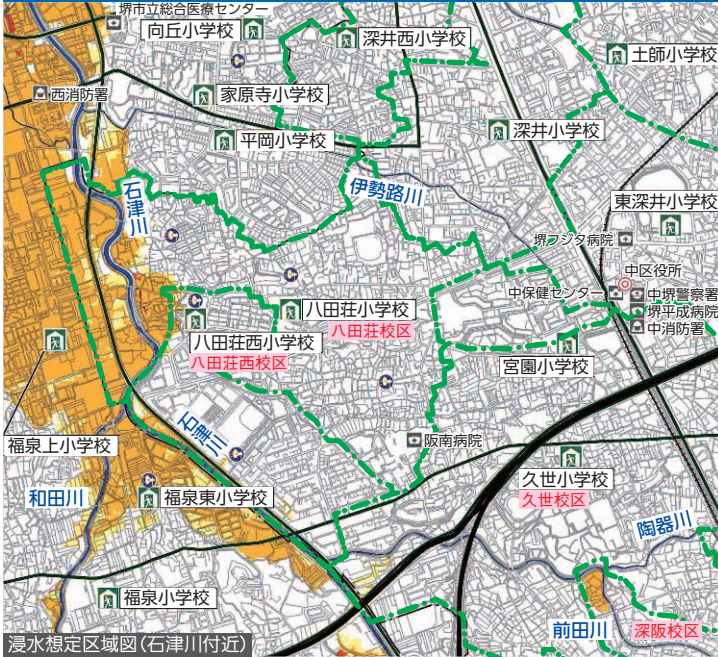 堺市立総合医療センター
向丘小学校
深井西小学校
土師小学校
西消防署
家原寺小学校
平岡小学校
深井小学校
石津川
伊勢路川
東深井小学校
堺フジタ病院
中区役所
中保健センター
中堺警察署
堺平成病院
中消防署
八田荘小学校
八田荘校区
八田荘西小学校
八田荘西校区
宮園小学校
石津川
阪南病院
福泉上小学校
久世小学校
久世校区
和田川
福泉東小学校
陶器川
福泉小学校
前田川
深阪校区
浸水想定区域図(石津川付近)